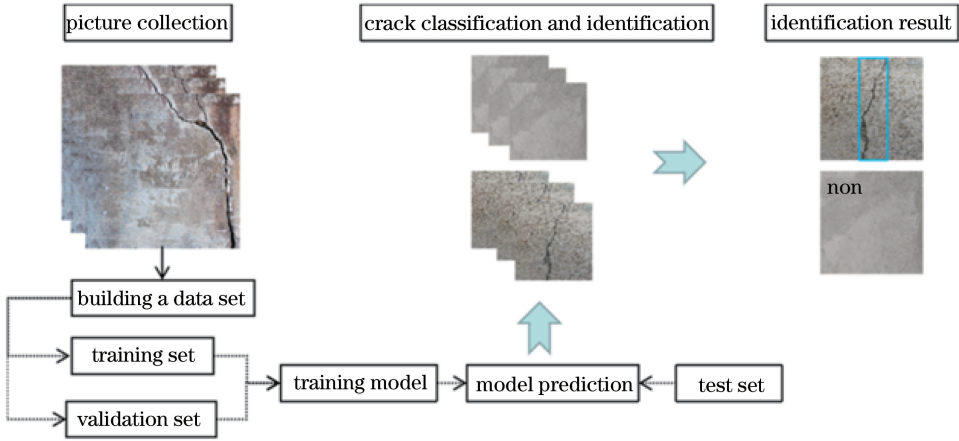 picture collection
crack classification and identification
identification result
non
building a data set
training set
validation set
training model
model prediction
test set